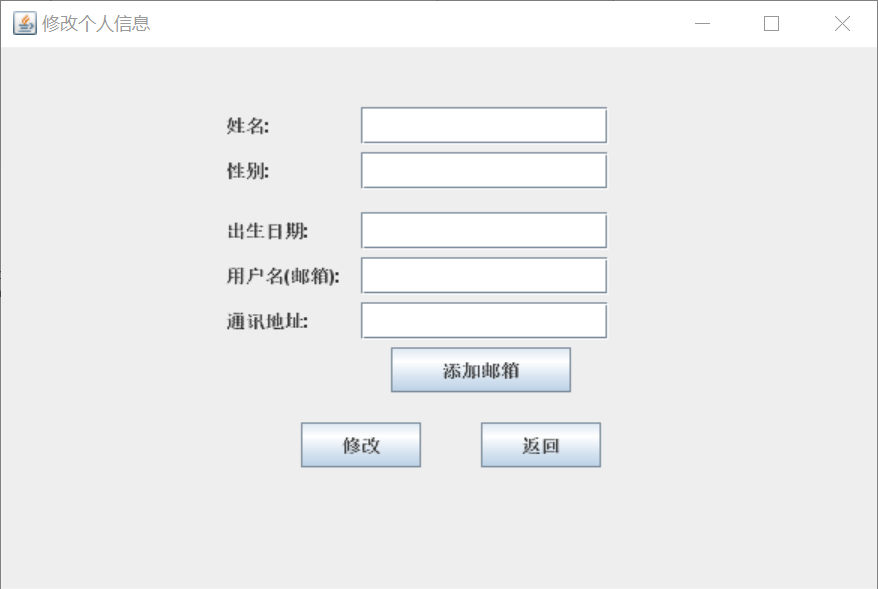 修改个人信息
姓名:
性别:
出生日期:
用户名(邮箱):
通讯地址:
添加邮箱
修改 返回